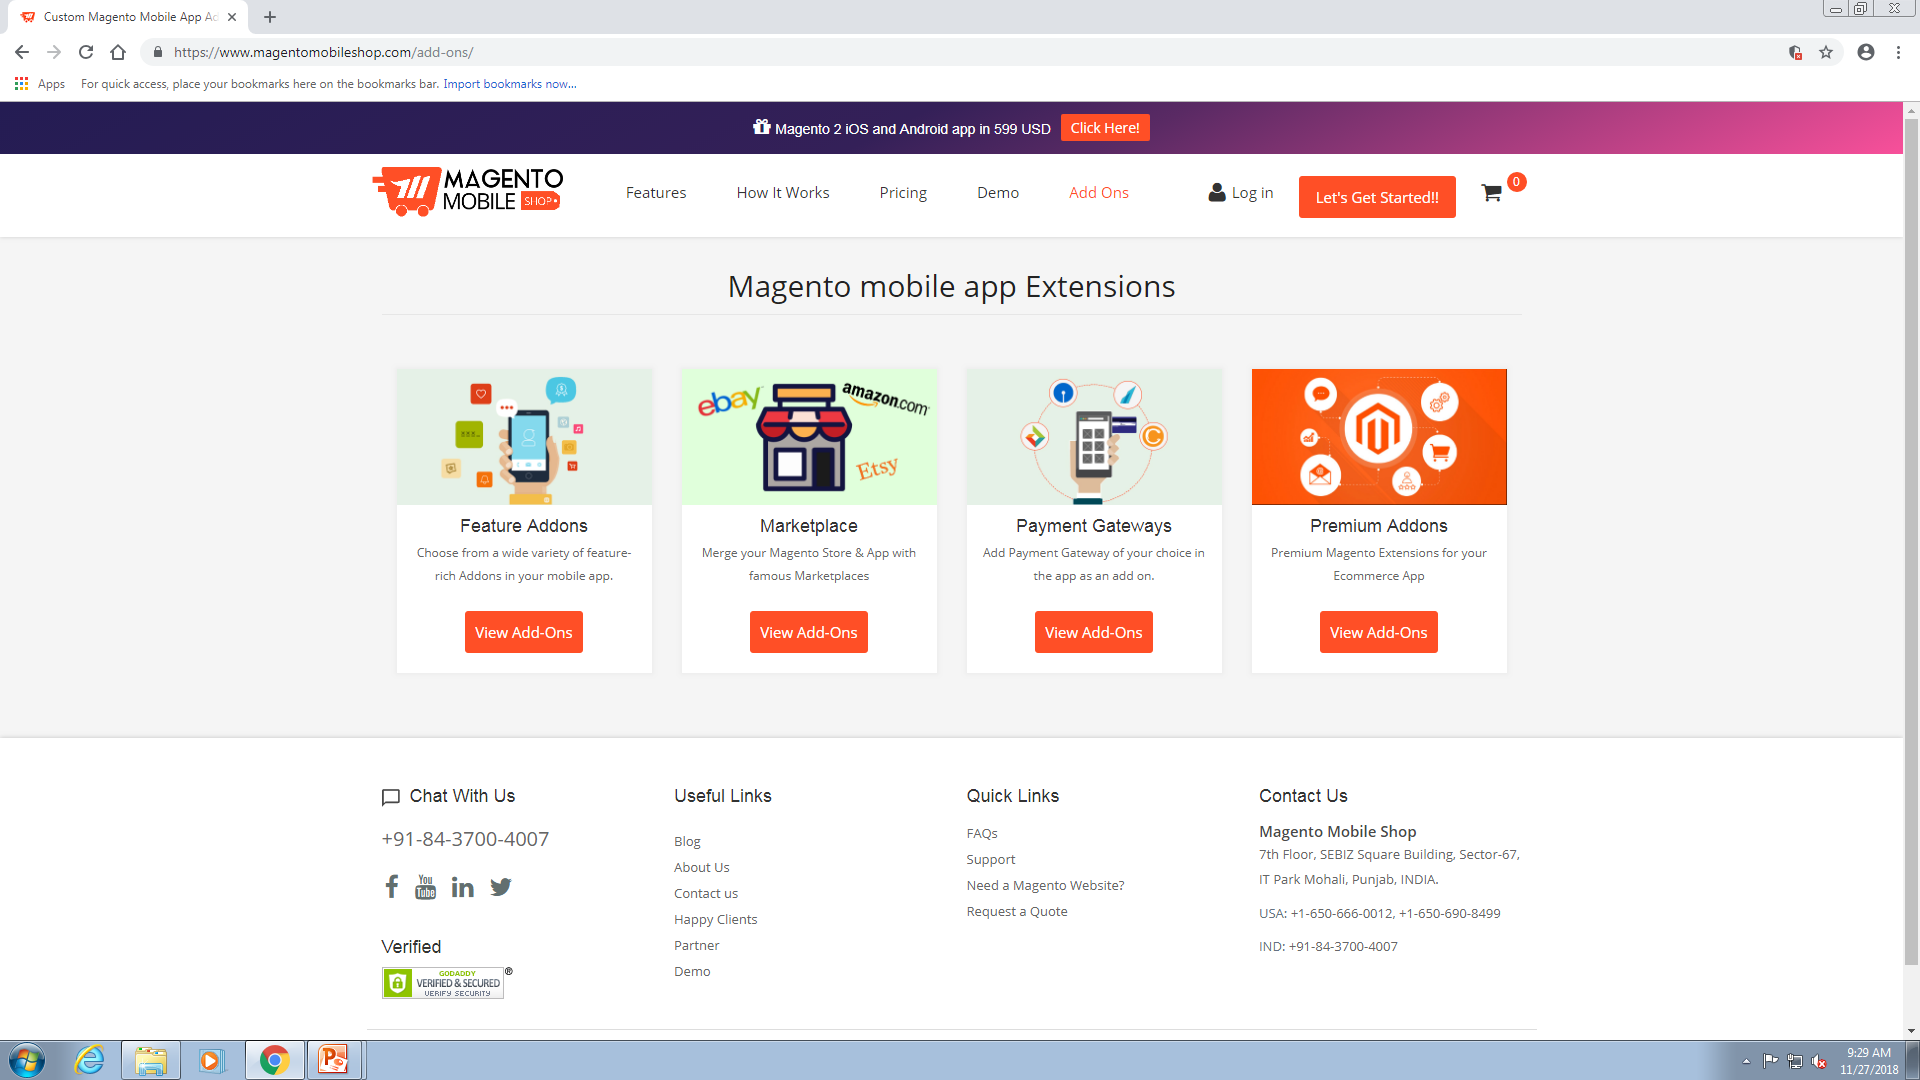 Custom Magento Mobile App Ad
https://www.magentomobileshop.com/add-ons/
Apps For quick access, place your bookmarks here on the bookmarks bar. Import bookmarks now...
Magento 2 iOS and Android app in 599 USD Click Here!
MAGENTO
MOBILE SHOP
Features How It Works Pricing Demo Add Ons Log in Let's Get Started!! 0
Magento mobile app Extensions
ebay amazon.com
Etsy
Feature Addons
Choose from a wide variety of feature-
rich Addons in your mobile app.
View Add-Ons
Marketplace
Merge your Magento Store & App with
famous Marketplaces
View Add-Ons
Payment Gateways
Add Payment Gateway of your choice in
the app as an add on.
View Add-Ons
Premium Addons
Premium Magento Extensions for your
Ecommerce App
View Add-Ons
Chat With Us
+91-84-3700-4007
You
Tube
in
Verified
GODADDY
VERIFIED & SECURED
VERIFY SECURITY
®
Useful Links
Blog
About Us
Contact us
Happy Clients
Partner
Demo
Quick Links
FAQs
Support
Need a Magento Website?
Request a Quote
Contact Us
Magento Mobile Shop
7th Floor, SEBIZ Square Building, Sector-67,
IT Park Mohali, Punjab, INDIA.
USA: +1-650-666-0012, +1-650-690-8499
IND: +91-84-3700-4007
9:29 AM
11/27/2018